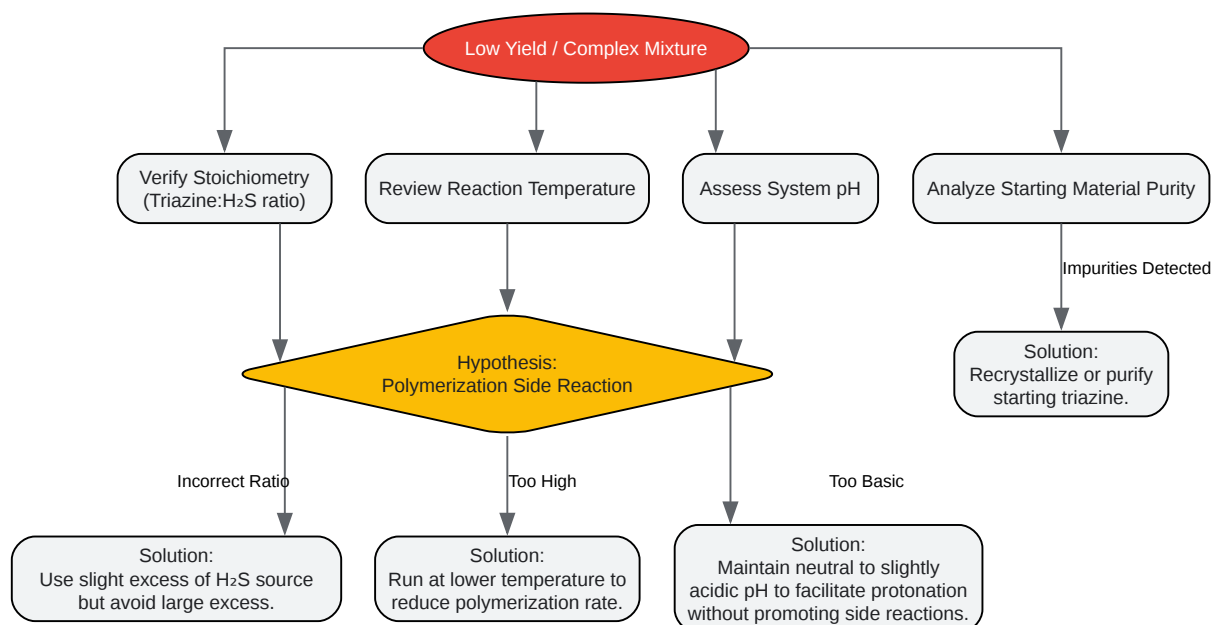 Low Yield / Complex Mixture
Verify Stoichiometry
(Triazine:H₂S ratio)
Review Reaction Temperature
Assess System pH
Analyze Starting Material Purity
Impurities Detected
Hypothesis:
Polymerization Side Reaction
Solution:
Recrystallize or purify
starting triazine.
Incorrect Ratio
Too High
Too Basic
Solution:
Use slight excess of H₂S source
but avoid large excess.
Solution:
Run at lower temperature to
reduce polymerization rate.
Solution:
Maintain neutral to slightly
acidic pH to facilitate protonation
without promoting side reactions.